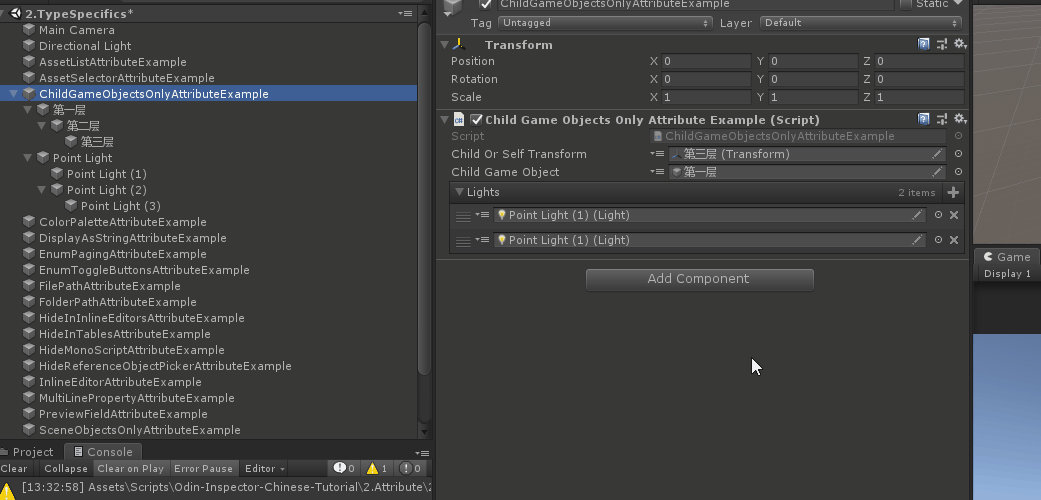 2.TypeSpecifics*
Main Camera
Directional Light
AssetListAttributeExample
AssetSelectorAttributeExample
ChildGameObjectsOnlyAttributeExample
第一层
第二层
第三层
Point Light
Point Light (1)
Point Light (2)
Point Light (3)
ColorPaletteAttributeExample
DisplayAsStringAttributeExample
EnumPagingAttributeExample
EnumToggleButtonsAttributeExample
FilePathAttributeExample
FolderPathAttributeExample
HideInInlineEditorsAttributeExample
HideInTablesAttributeExample
HideMonoScriptAttributeExample
HideReferenceObjectPickerAttributeExample
InlineEditorAttributeExample
MultiLinePropertyAttributeExample
PreviewFieldAttributeExample
SceneObjectsOnlyAttributeExample
Project Console
Clear Collapse Clear on Play Error Pause Editor 0 1 0
[13:32:58] Assets\Scripts\Odin-Inspector-Chinese-Tutorial\2.Attribute\2
ChildGameObjectsOnlyAttributeExample Static
Tag Untagged Layer Default
Transform
Position X 0 Y 0 Z 0
Rotation X 0 Y 0 Z 0
Scale X 1 Y 1 Z 1
Child Game Objects Only Attribute Example (Script)
Script ChildGameObjectsOnlyAttributeExample
Child Or Self Transform 第三层 (Transform)
Child Game Object 第一层
Lights 2 items
Point Light (1) (Light)
Point Light (1) (Light)
Add Component
Game
Display 1